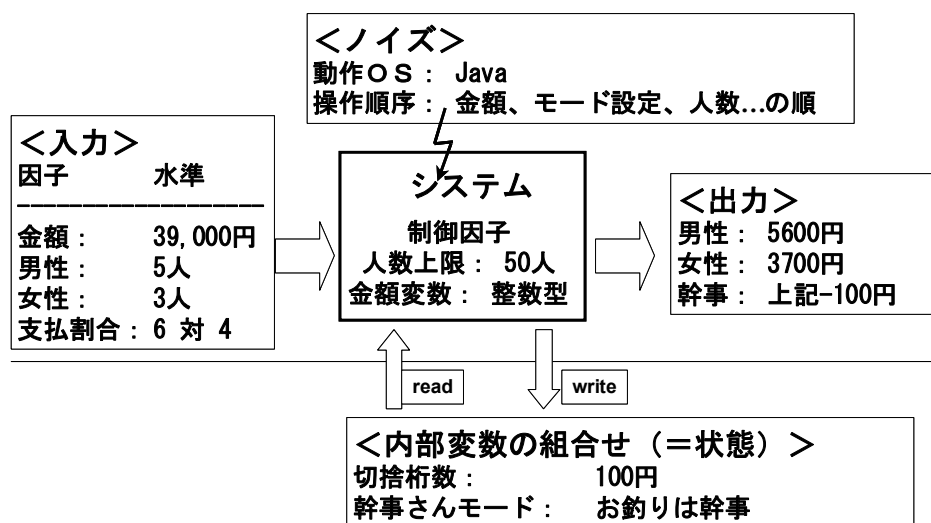 ＜ノイズ＞
動作ＯＳ： Java
操作順序： 金額、モード設定、人数…の順
＜入力＞
因子 水準
--------------------
金額： 39,000円
男性： 5人
女性： 3人
支払割合：6 対 4
システム
制御因子
人数上限： 50人
金額変数： 整数型
＜出力＞
男性： 5600円
女性： 3700円
幹事： 上記-100円
read
write
＜内部変数の組合せ（＝状態）＞
切捨桁数： 100円
幹事さんモード： お釣りは幹事